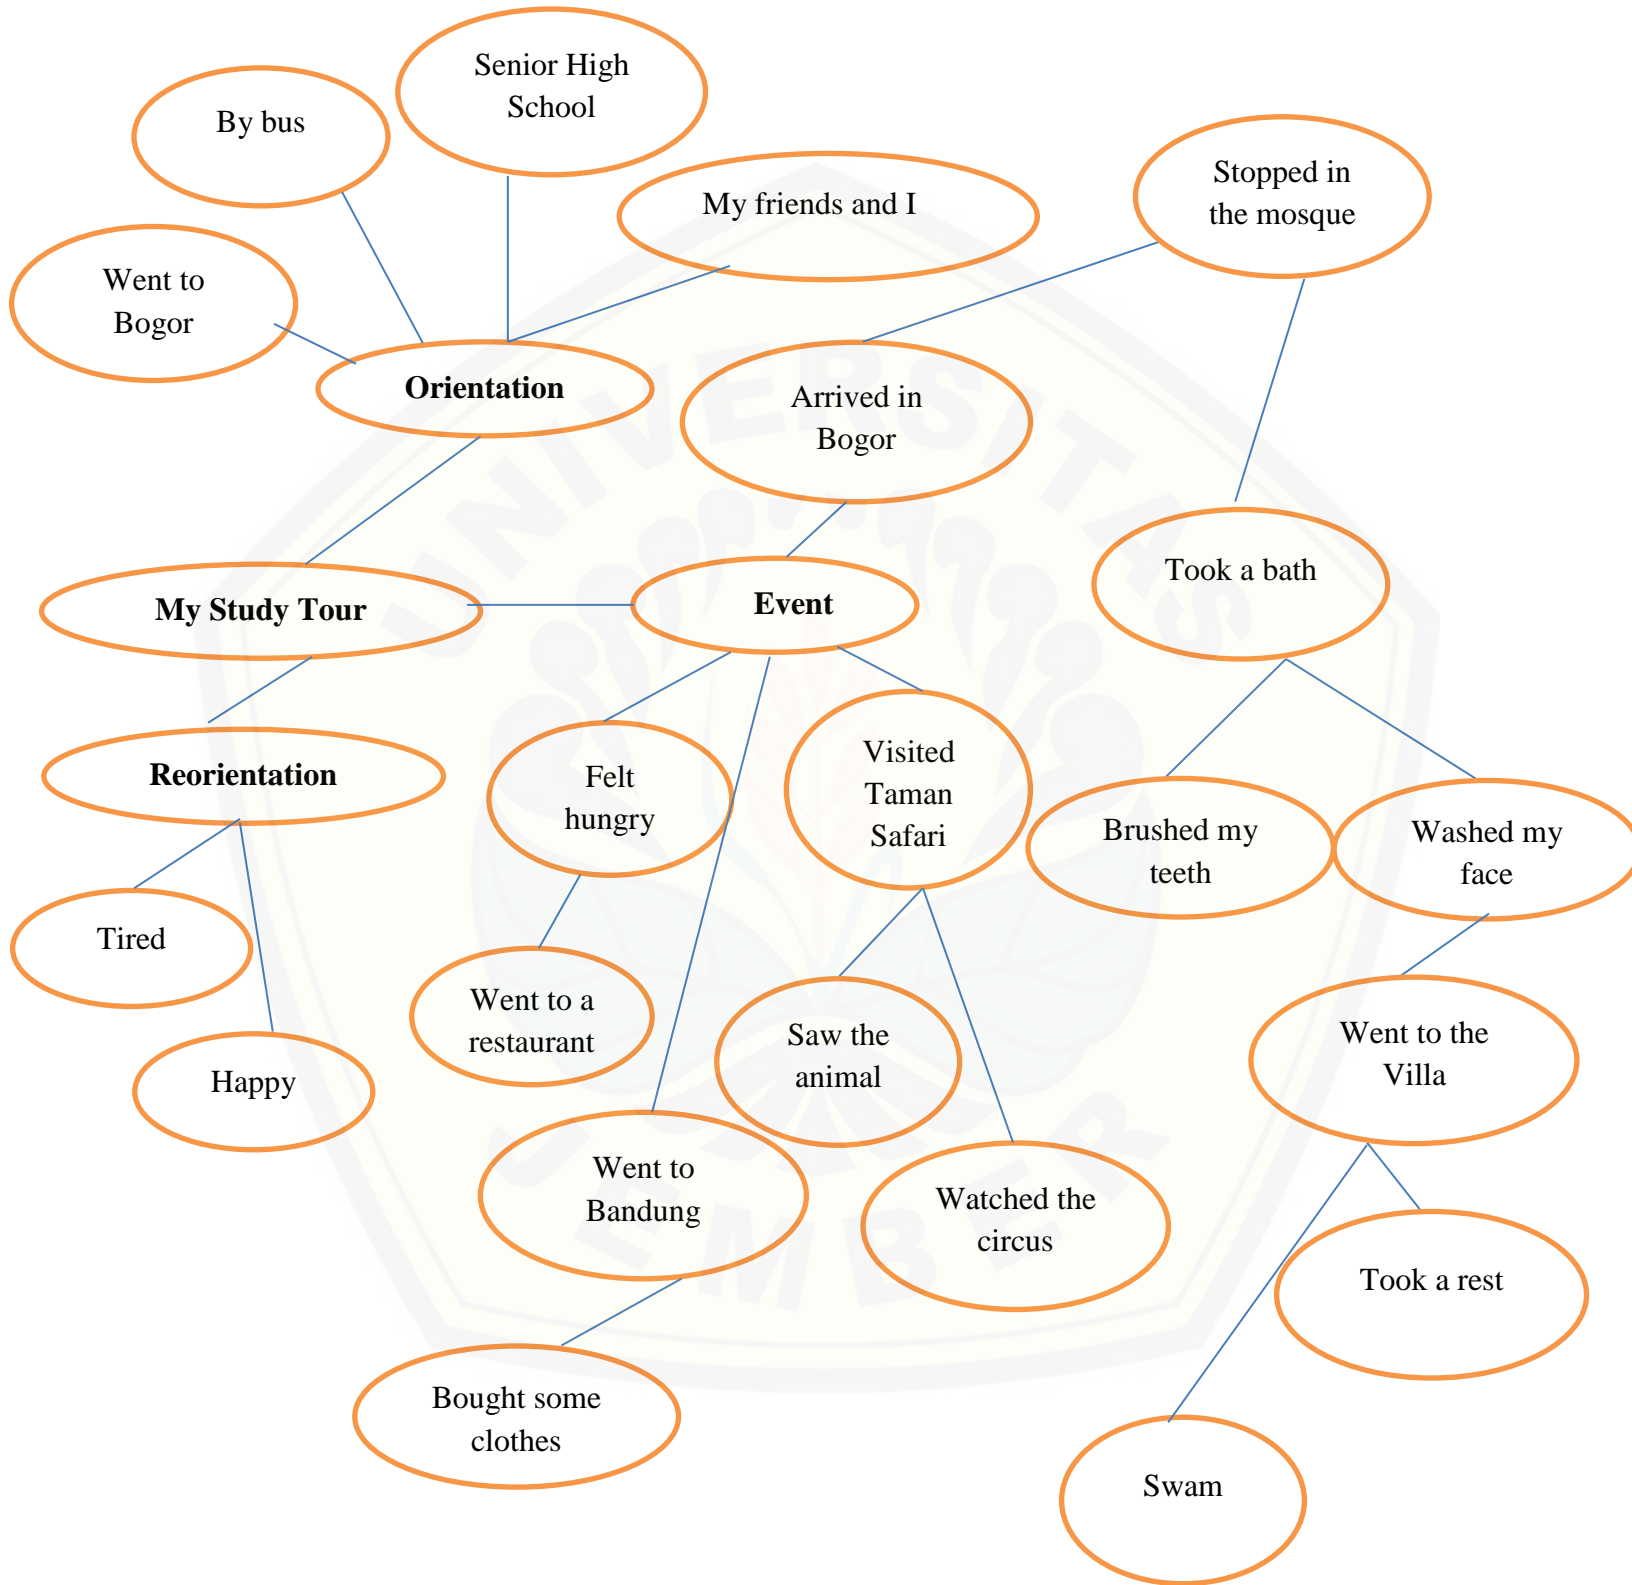 Senior High
School
By bus
My friends and I
Stopped in
the mosque
Went to
Bogor
Orientation
Arrived in
Bogor
Took a bath
My Study Tour
Event
Reorientation
Felt
hungry
Visited
Taman
Safari
Brushed my
teeth
Washed my
face
Tired
Went to a
restaurant
Saw the
animal
Went to the
Villa
Happy
Went to
Bandung
Watched the
circus
Took a rest
Bought some
clothes
Swam
UNIVERSITAS
JEMBER